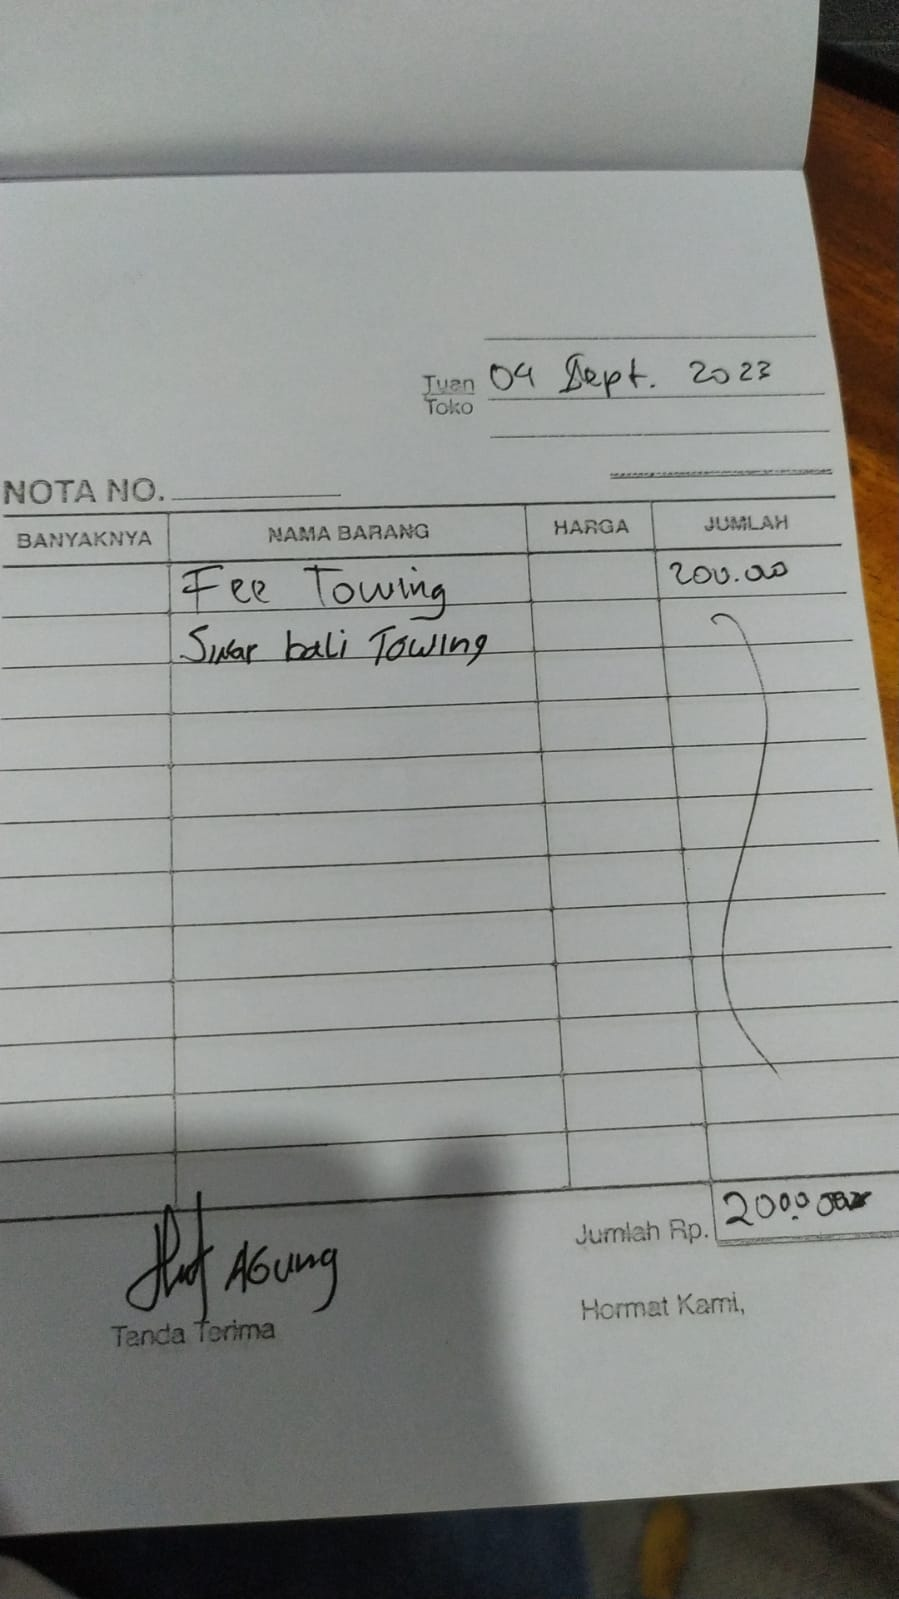 04 Sept. 2023
Tuan
Toko
NOTA NO.
BANYAKNYA NAMA BARANG HARGA JUMLAH
Fee Towing 200.00
Sinar bali Towing
Jumlah Rp.
AGung
Tanda Terima
Hormat Kami,